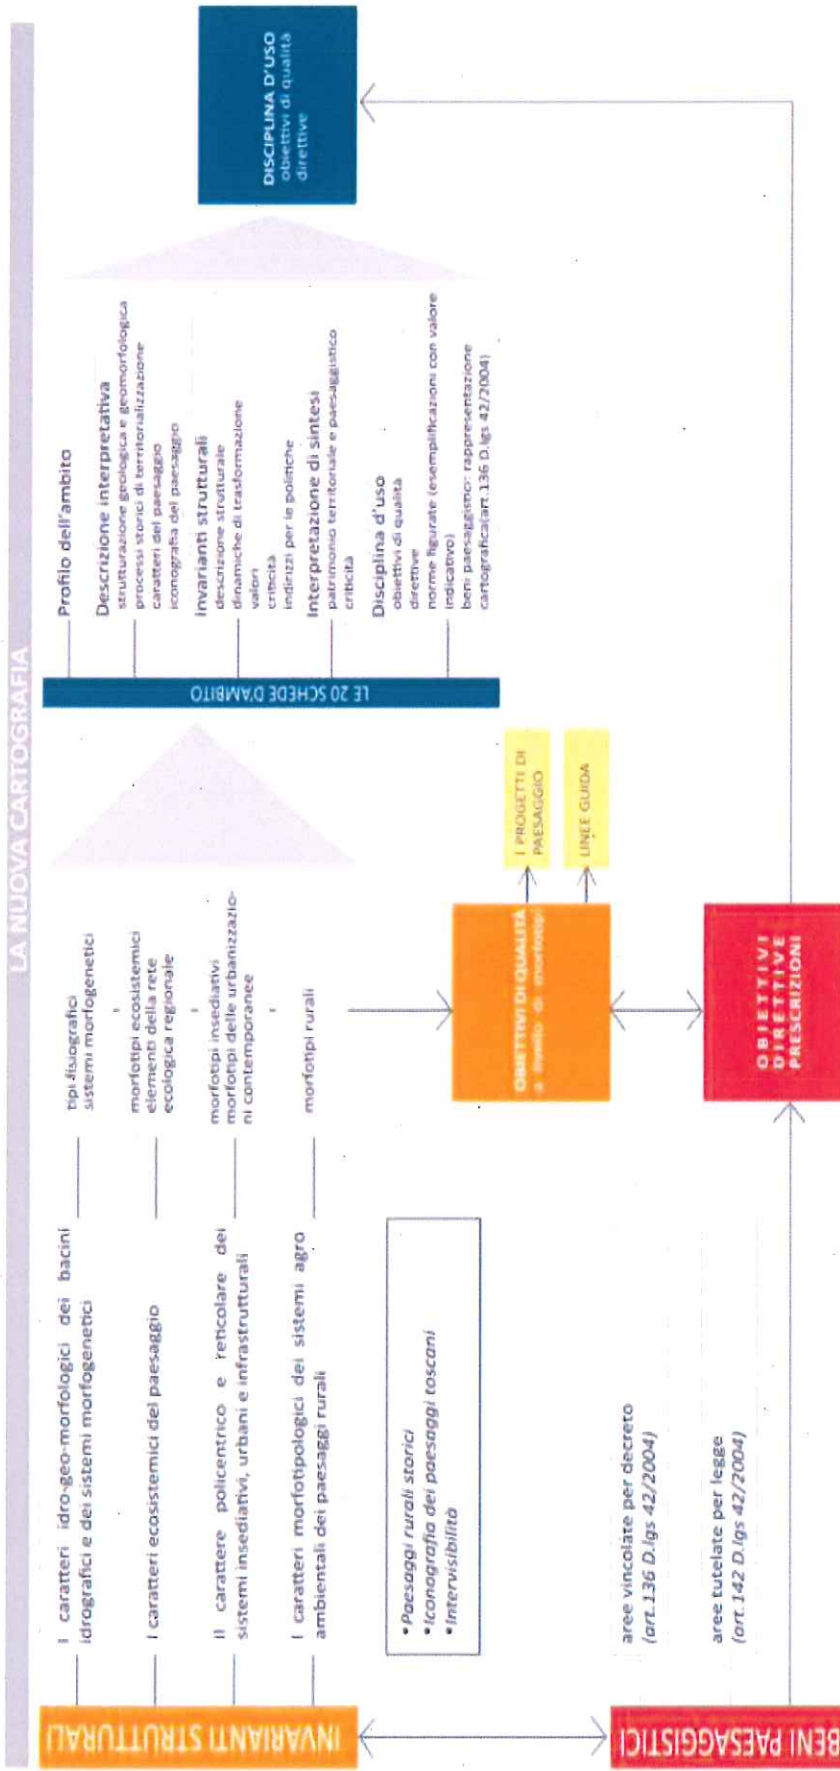 LA NUOVA CARTOGRAFIA
INVARIANTI STRUTTURALI
I caratteri idro-geo-morfologici dei bacini
idrografici e dei sistemi morfogenetici
I caratteri ecosistemici del paesaggio
Il carattere policentrico e reticolare dei
sistemi insediativi, urbani e infrastrutturali
I caratteri morfotipologici dei sistemi agro
ambientali dei paesaggi rurali
tipi fisiografici
sistemi morfogenetici
morfotipi ecosistemici
elementi della rete
ecologica regionale
morfotipi insediativi
morfotipi delle urbanizzazio-
ni contemporanee
morfotipi rurali
LE 20 SCHEDE D'AMBITO
Profilo dell'ambito
Descrizione interpretativa
strutturazione geologica e geomorfologica
processi storici di territorializzazione
caratteri del paesaggio
iconografia del paesaggio
Invarianti strutturali
descrizione strutturale
dinamiche di trasformazione
valori
criticità
indirizzi per le politiche
Interpretazione di sintesi
patrimonio territoriale e paesaggistico
criticità
Disciplina d'uso
obiettivi di qualità
direttive
norme figurate (esemplificazioni con valore
indicativo)
beni paesaggistici: rappresentazione
cartografica(art.136 D.lgs 42/2004)
DISCIPLINA D'USO
obiettivi di qualità
direttive
• Paesaggi rurali storici
• Iconografia dei paesaggi toscani
• Intervisibilità
OBIETTIVI DI QUALITÀ
a livello di morfotipi
I PROGETTI DI
PAESAGGIO
LINEE GUIDA
BENI PAESAGGISTICI
aree vincolate per decreto
(art.136 D.lgs 42/2004)
aree tutelate per legge
(art.142 D.lgs 42/2004)
OBIETTIVI
DIRETTIVE
PRESCRIZIONI